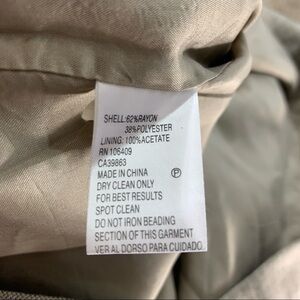 SHELL:62%RAYON
38%POLYESTER
LINING:100%ACETATE
RN 106409
CA39863
MADE IN CHINA Ⓟ
DRY CLEAN ONLY
FOR BEST RESULTS
SPOT CLEAN
DO NOT IRON BEADING
SECTION OF THIS GARMENT
VER AL DORSO PARA CUIDADO